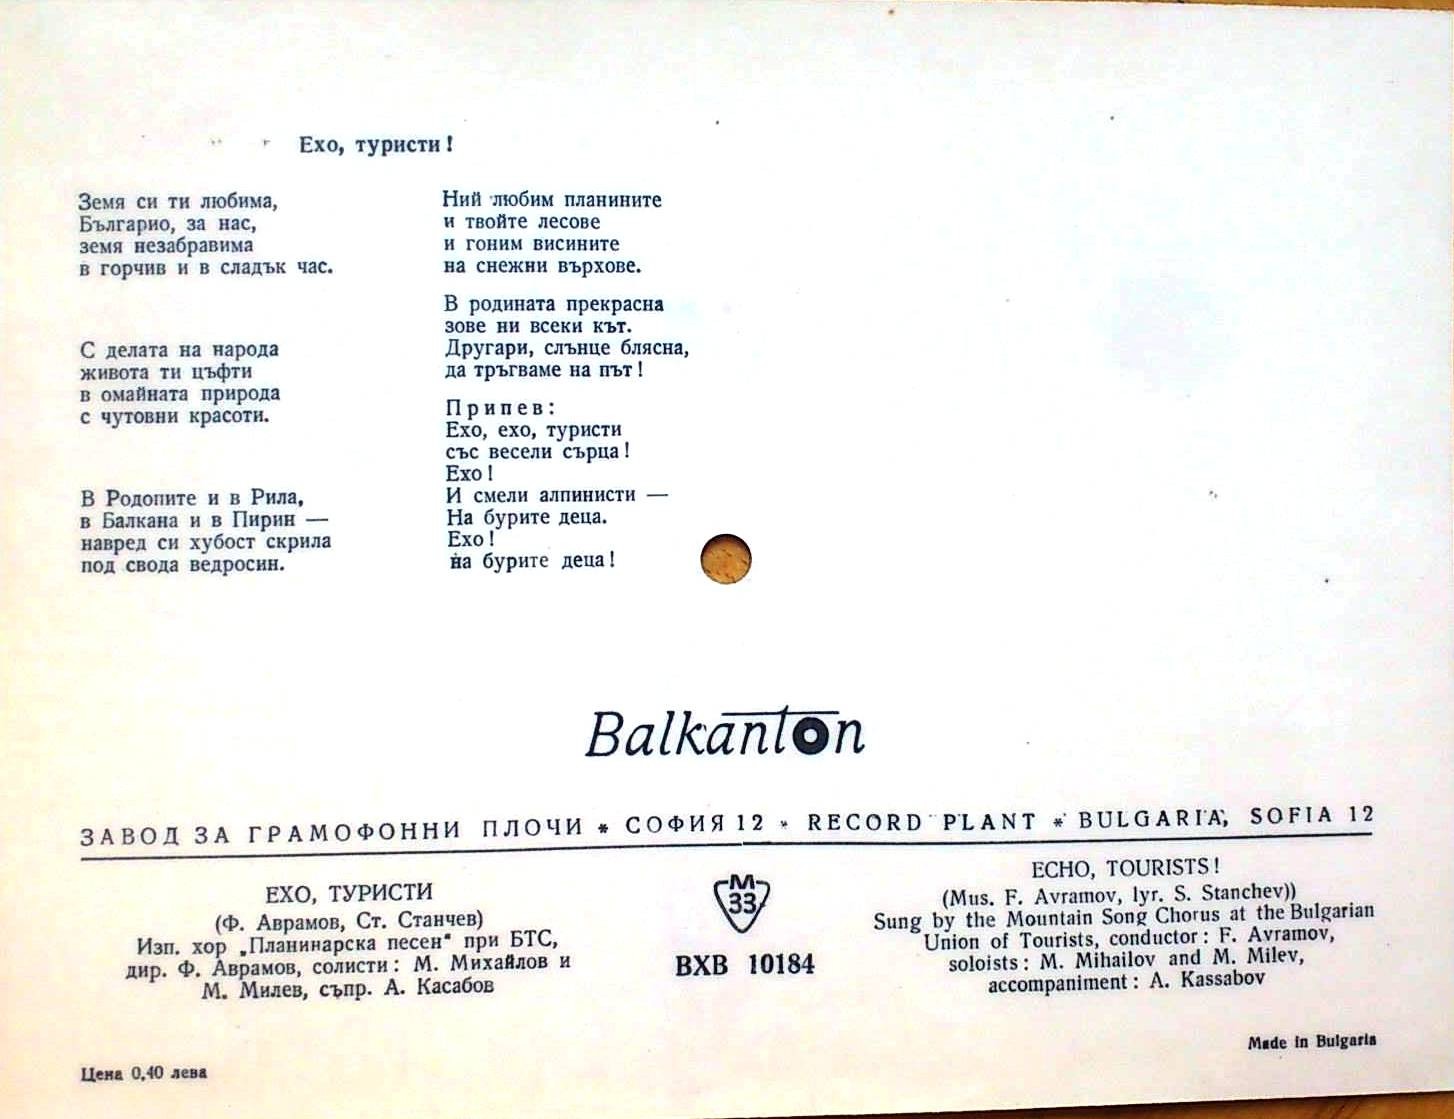 Ехо, туристи!
Земя си ти любима,
Българио, за нас,
земя незабравима
в горчив и в сладък час.
С делата на народа
живота ти цъфти
в омайната природа
с чутовни красоти.
В Родопите и в Рила,
в Балкана и в Пирин —
навред си хубост скрила
под свода ведросин.
Ний любим планините
и твойте лесове
и гоним висините
на снежни върхове.
В родината прекрасна
зове ни всеки кът.
Другари, слънце блясна,
да тръгваме на път!
Припев:
Ехо, ехо, туристи
със весели сърца!
Ехо!
И смели алпинисти —
На бурите деца.
Ехо!
на бурите деца!
Balkanton
ЗАВОД ЗА ГРАМОФОННИ ПЛОЧИ * СОФИЯ 12 * RECORD PLANT * BULGARIA, SOFIA 12
ЕХО, ТУРИСТИ
(Ф. Аврамов, Ст. Станчев)
Изп. хор „Планинарска песен“ при БТС,
дир. Ф. Аврамов, солисти: М. Михайлов и
М. Милев, съпр. А. Касабов
М
33
ВХВ 10184
ECHO, TOURISTS!
(Mus. F. Avramov, lyr. S. Stanchev))
Sung by the Mountain Song Chorus at the Bulgarian
Union of Tourists, conductor: F. Avramov,
soloists: M. Mihailov and M. Milev,
accompaniment: A. Kassabov
Made in Bulgaria
Цена 0,40 лева